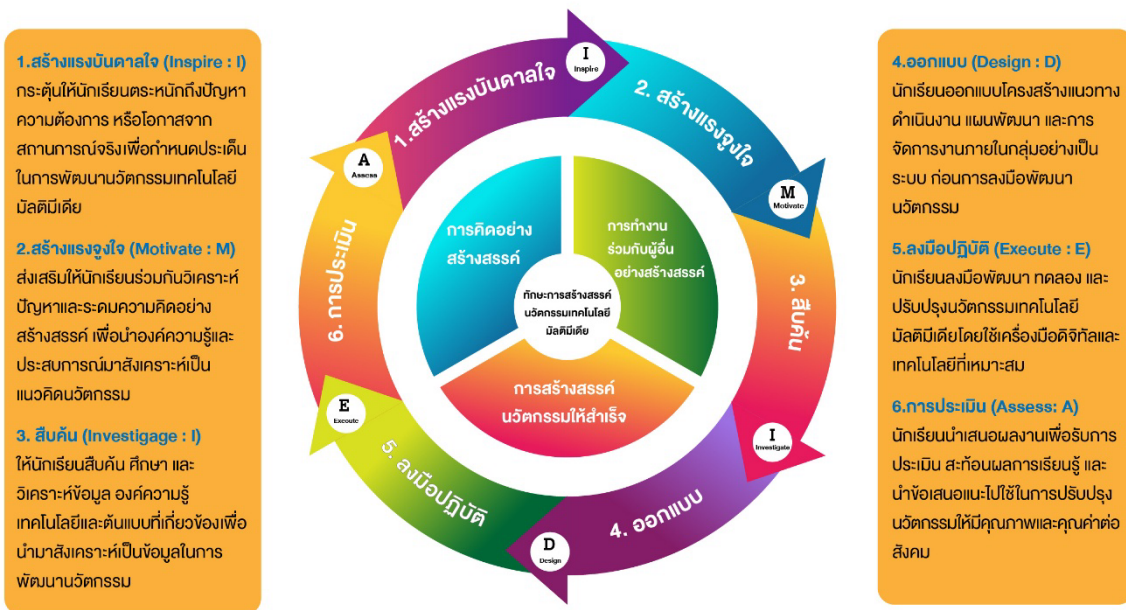 1.สร้างแรงบันดาลใจ (Inspire : I)
กระตุ้นให้นักเรียนตระหนักถึงปัญหา
ความต้องการ หรือโอกาสจาก
สถานการณ์จริงเพื่อกำหนดประเด็น
ในการพัฒนานวัตกรรมเทคโนโลยี
มัลติมีเดีย
2.สร้างแรงจูงใจ (Motivate : M)
ส่งเสริมให้นักเรียนร่วมกันวิเคราะห์
ปัญหาและระดมความคิดอย่าง
สร้างสรรค์ เพื่อนำองค์ความรู้และ
ประสบการณ์มาสังเคราะห์เป็น
แนวคิดนวัตกรรม
3. สืบค้น (Investigage : I)
ให้นักเรียนสืบค้น ศึกษา และ
วิเคราะห์ข้อมูล องค์ความรู้
เทคโนโลยีและต้นแบบที่เกี่ยวข้องเพื่อ
นำมาสังเคราะห์เป็นข้อมูลในการ
พัฒนานวัตกรรม
1.สร้างแรงบันดาลใจ
I
Inspire
2. สร้างแรงจูงใจ
M
Motivate
3. สืบค้น
I
Investigate
4. ออกแบบ
D
Design
5. ลงมือปฏิบัติ
E
Execute
6. การประเมิน
A
Assess
การคิดอย่าง
สร้างสรรค์
การทำงาน
ร่วมกับผู้อื่น
อย่างสร้างสรรค์
ทักษะการสร้างสรรค์
นวัตกรรมเทคโนโลยี
มัลติมีเดีย
การสร้างสรรค์
นวัตกรรมให้สำเร็จ
4.ออกแบบ (Design : D)
นักเรียนออกแบบโครงสร้างแนวทาง
ดำเนินงาน แผนพัฒนา และการ
จัดการงานภายในกลุ่มอย่างเป็น
ระบบ ก่อนการลงมือพัฒนา
นวัตกรรม
5.ลงมือปฏิบัติ (Execute : E)
นักเรียนลงมือพัฒนา ทดลอง และ
ปรับปรุงนวัตกรรมเทคโนโลยี
มัลติมีเดียโดยใช้เครื่องมือดิจิทัลและ
เทคโนโลยีที่เหมาะสม
6.การประเมิน (Assess: A)
นักเรียนนำเสนอผลงานเพื่อรับการ
ประเมิน สะท้อนผลการเรียนรู้ และ
นำข้อเสนอแนะไปใช้ในการปรับปรุง
นวัตกรรมให้มีคุณภาพและคุณค่าต่อ
สังคม